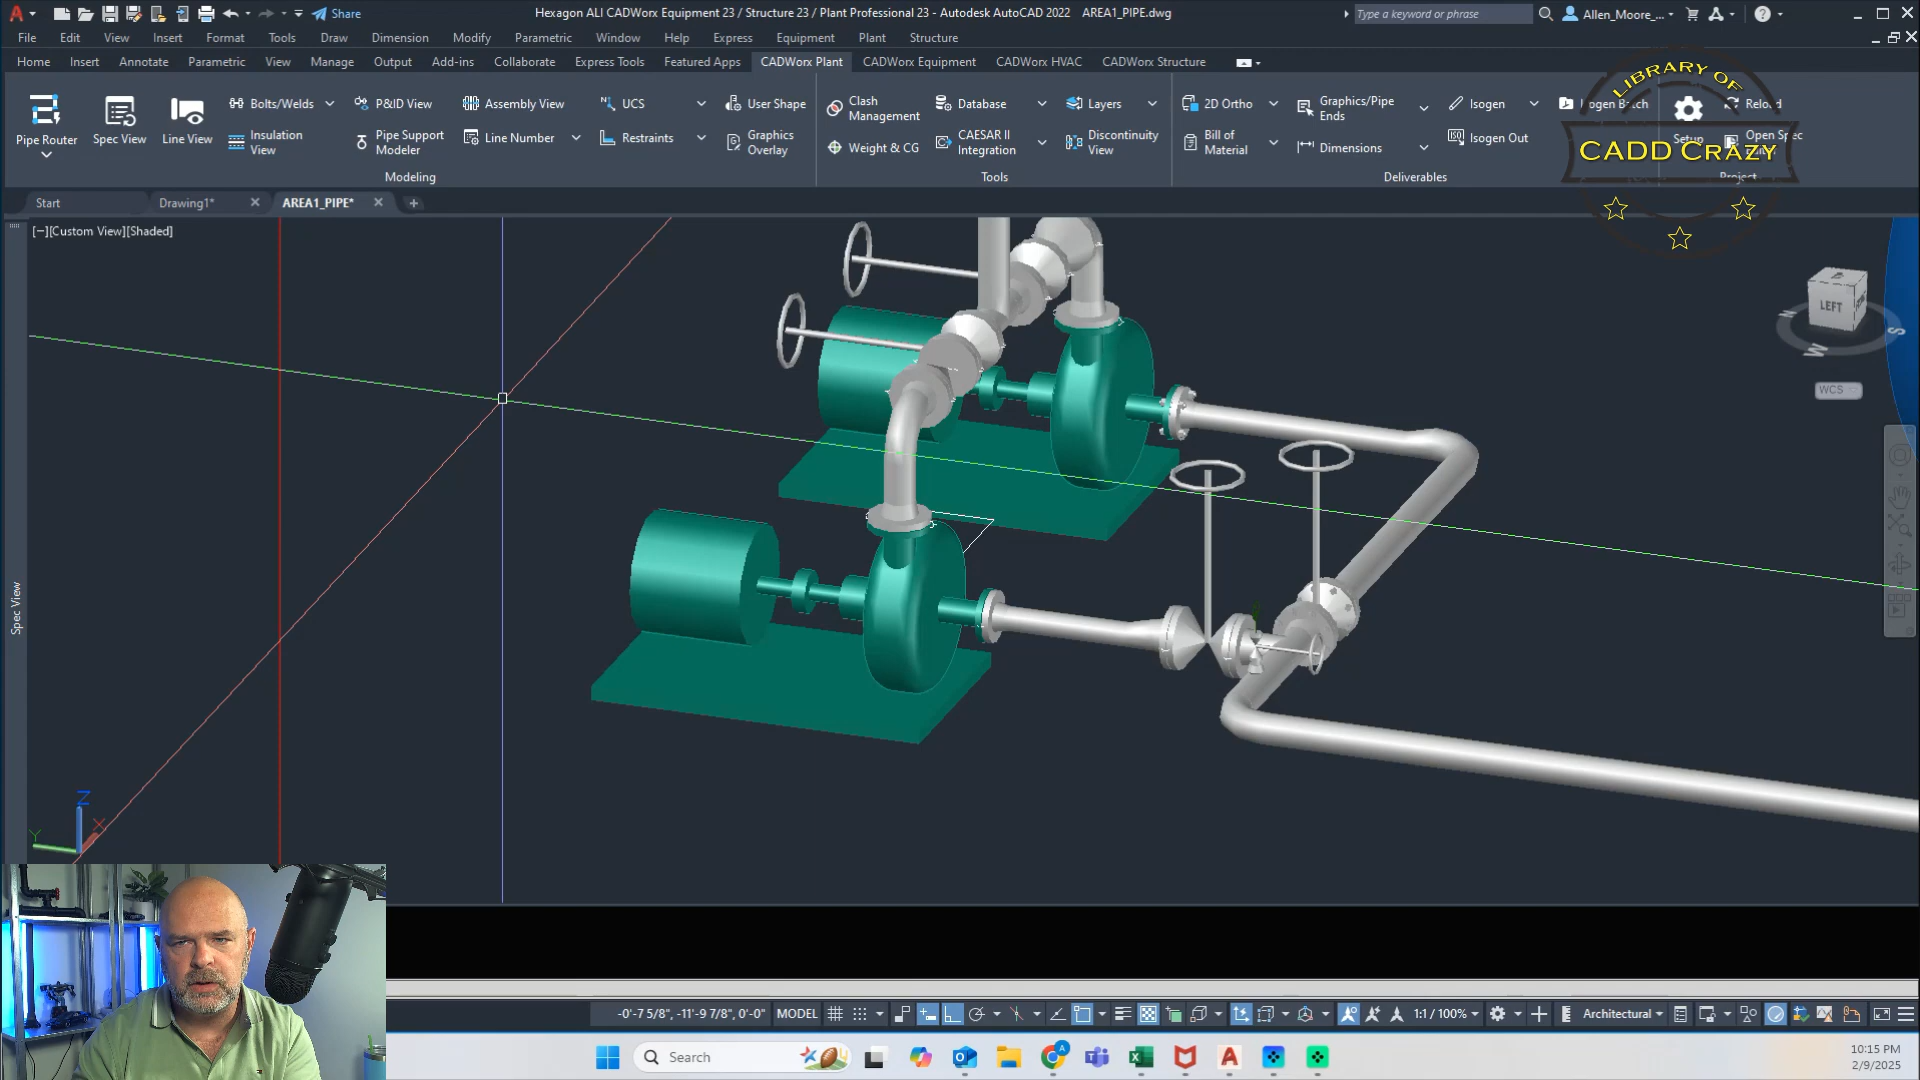 Hexagon ALI CADWorx Equipment 23 / Structure 23 / Plant Professional 23 - Autodesk AutoCAD 2022 AREA1_PIPE.dwg
Share
Type a keyword or phrase
Allen_Moore_...
File Edit View Insert Format Tools Draw Dimension Modify Parametric Window Help Express Equipment Plant Structure
Home Insert Annotate Parametric View Manage Output Add-ins Collaborate Express Tools Featured Apps CADWorx Plant CADWorx Equipment CADWorx HVAC CADWorx Structure
Pipe Router
Spec View
Line View
Bolts/Welds
Insulation
View
P&ID View
Pipe Support
Modeler
Assembly View
Line Number
UCS
Restraints
User Shape
Graphics
Overlay
Modeling
Clash
Management
Weight & CG
Database
CAESAR II
Integration
Layers
Discontinuity
View
Tools
2D Ortho
Bill of
Material
Graphics/Pipe
Ends
Dimensions
Isogen
Isogen Out
Isogen Batch
Deliverables
Setup
Reload
Open Spec
Project
LIBRARY OF
CADD CRAZY
Start
Drawing1*
AREA1_PIPE*
[−][Custom View][Shaded]
LEFT
N
S
W
WCS
Spec View
Z
X
Y
-0'-7 5/8", -11'-9 7/8", 0'-0"
MODEL
1:1 / 100%
Architectural
Search
10:15 PM
2/9/2025